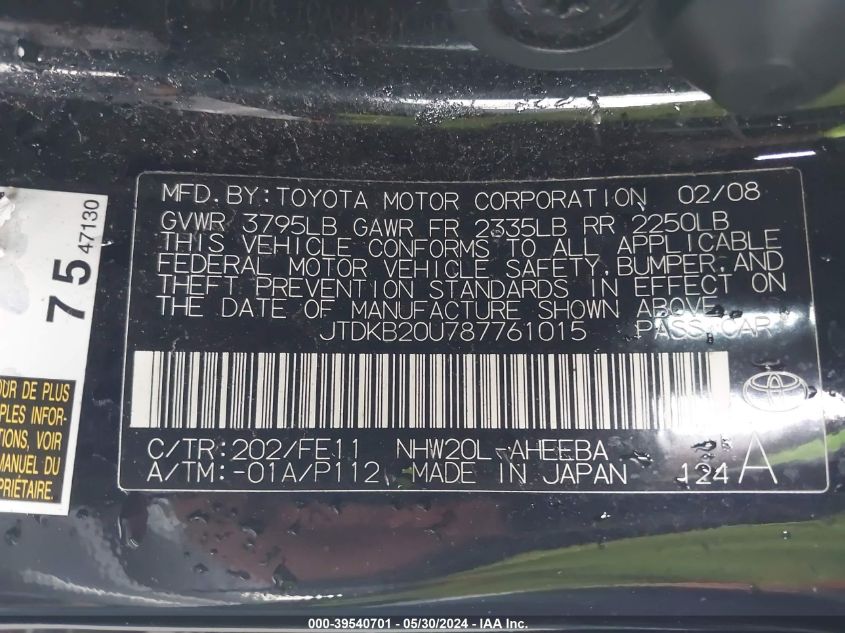 MFD. BY: TOYOTA MOTOR CORPORATION 02/08
GVWR 3795LB GAWR FR 2335LB RR 2250LB
THIS VEHICLE CONFORMS TO ALL APPLICABLE
FEDERAL MOTOR VEHICLE SAFETY, BUMPER, AND
THEFT PREVENTION STANDARDS IN EFFECT ON
THE DATE OF MANUFACTURE SHOWN ABOVE.
JTDKB20U787761015 PASS. CAR
C/TR: 202/FE11 NHW20L-AHEEBA
A/TM: -01A/P112 MADE IN JAPAN 124 A
75 47130
OUR DE PLUS
PLES INFOR-
TIONS, VOIR
MANUEL DU
PRIÉTAIRE.
000-39540701 - 05/30/2024 - IAA Inc.